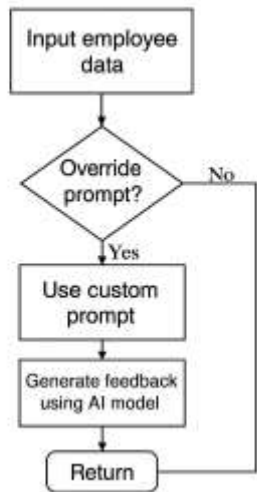 Input employee
data
Override
prompt?
No
Yes
Use custom
prompt
Generate feedback
using AI model
Return